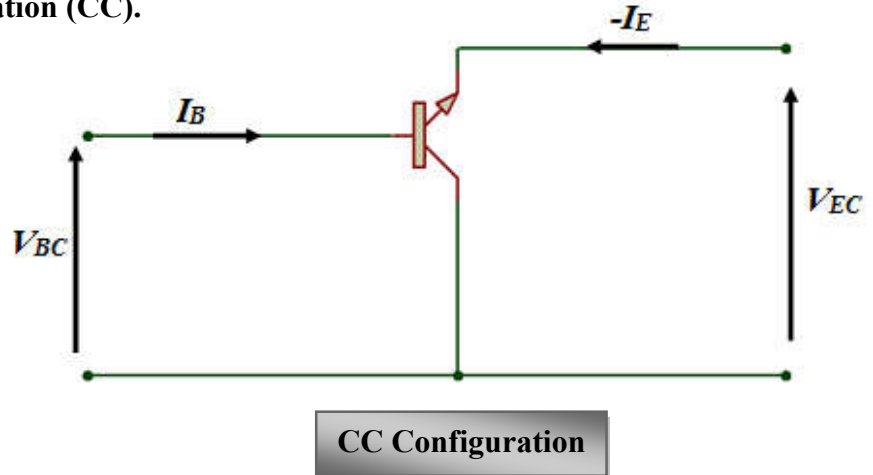 ation (CC).
-IE
IB
VEC
VBC
CC Configuration